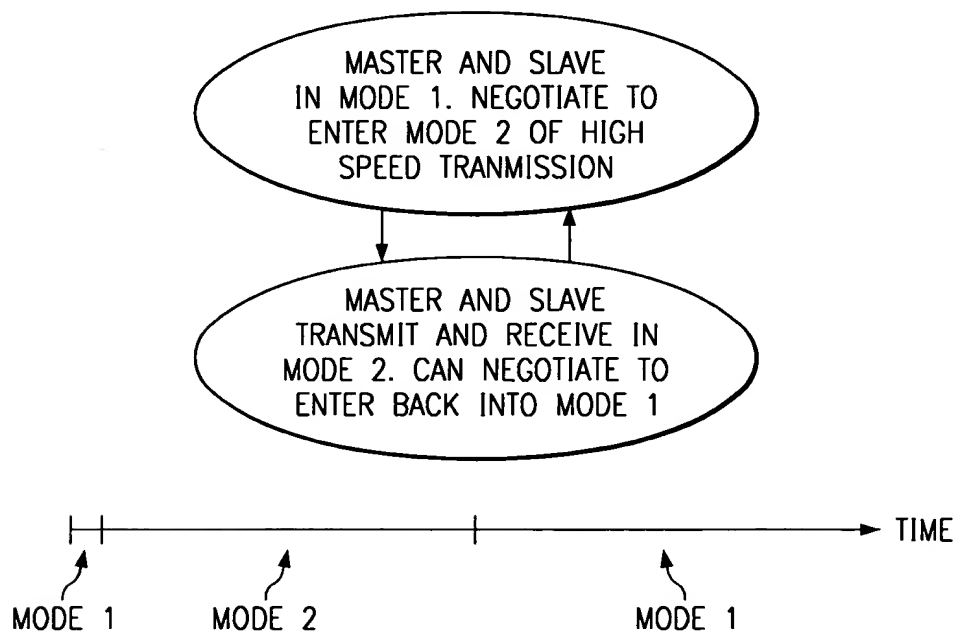 MASTER AND SLAVE
IN MODE 1. NEGOTIATE TO
ENTER MODE 2 OF HIGH
SPEED TRANMISSION
MASTER AND SLAVE
TRANSMIT AND RECEIVE IN
MODE 2. CAN NEGOTIATE TO
ENTER BACK INTO MODE 1
TIME
MODE 1
MODE 2
MODE 1